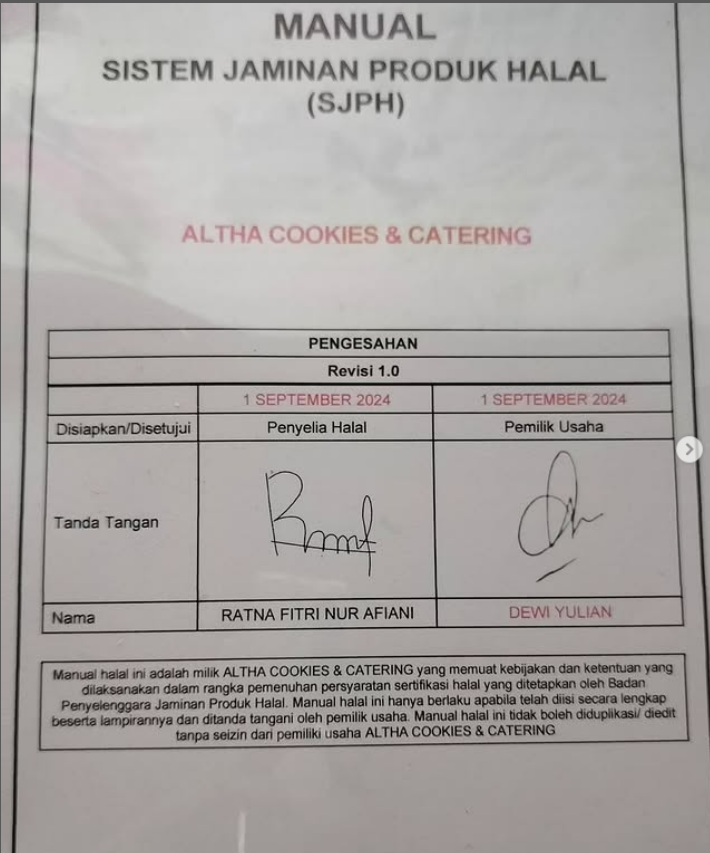 MANUAL
SISTEM JAMINAN PRODUK HALAL
(SJPH)
ALTHA COOKIES & CATERING
PENGESAHAN
Revisi 1.0
1 SEPTEMBER 2024 1 SEPTEMBER 2024
Disiapkan/Disetujui Penyelia Halal Pemilik Usaha
Tanda Tangan
Nama RATNA FITRI NUR AFIANI DEWI YULIAN
Manual halal ini adalah milik ALTHA COOKIES & CATERING yang memuat kebijakan dan ketentuan yang
dilaksanakan dalam rangka pemenuhan persyaratan sertifikasi halal yang ditetapkan oleh Badan
Penyelenggara Jaminan Produk Halal. Manual halal ini hanya berlaku apabila telah diisi secara lengkap
beserta lampirannya dan ditanda tangani oleh pemilik usaha. Manual halal ini tidak boleh diduplikasi/ diedit
tanpa seizin dari pemiliki usaha ALTHA COOKIES & CATERING